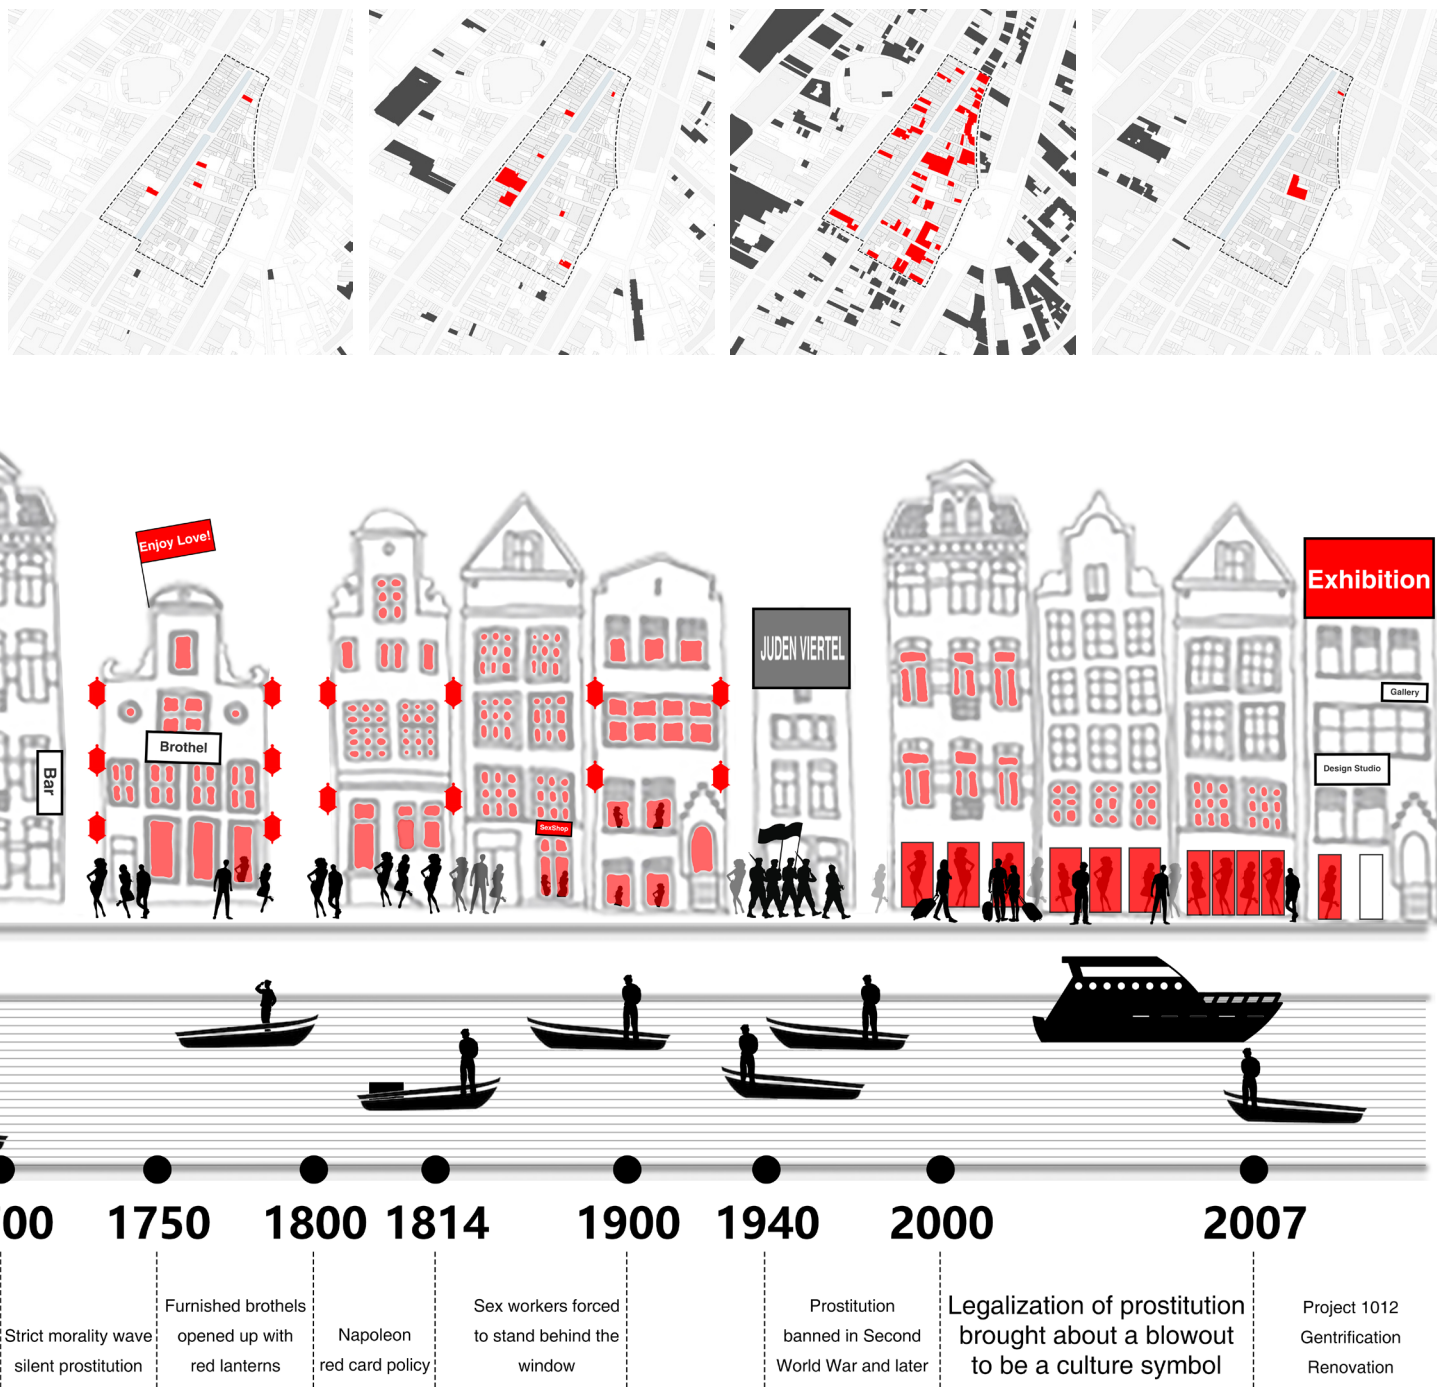 Enjoy Love!
Brothel
Bar
SexShop
JUDEN VIERTEL
Exhibition
Gallery
Design Studio
00
1750
1800
1814
1900
1940
2000
2007
Strict morality wave
silent prostitution
Furnished brothels
opened up with
red lanterns
Napoleon
red card policy
Sex workers forced
to stand behind the
window
Prostitution
banned in Second
World War and later
Legalization of prostitution
brought about a blowout
to be a culture symbol
Project 1012
Gentrification
Renovation